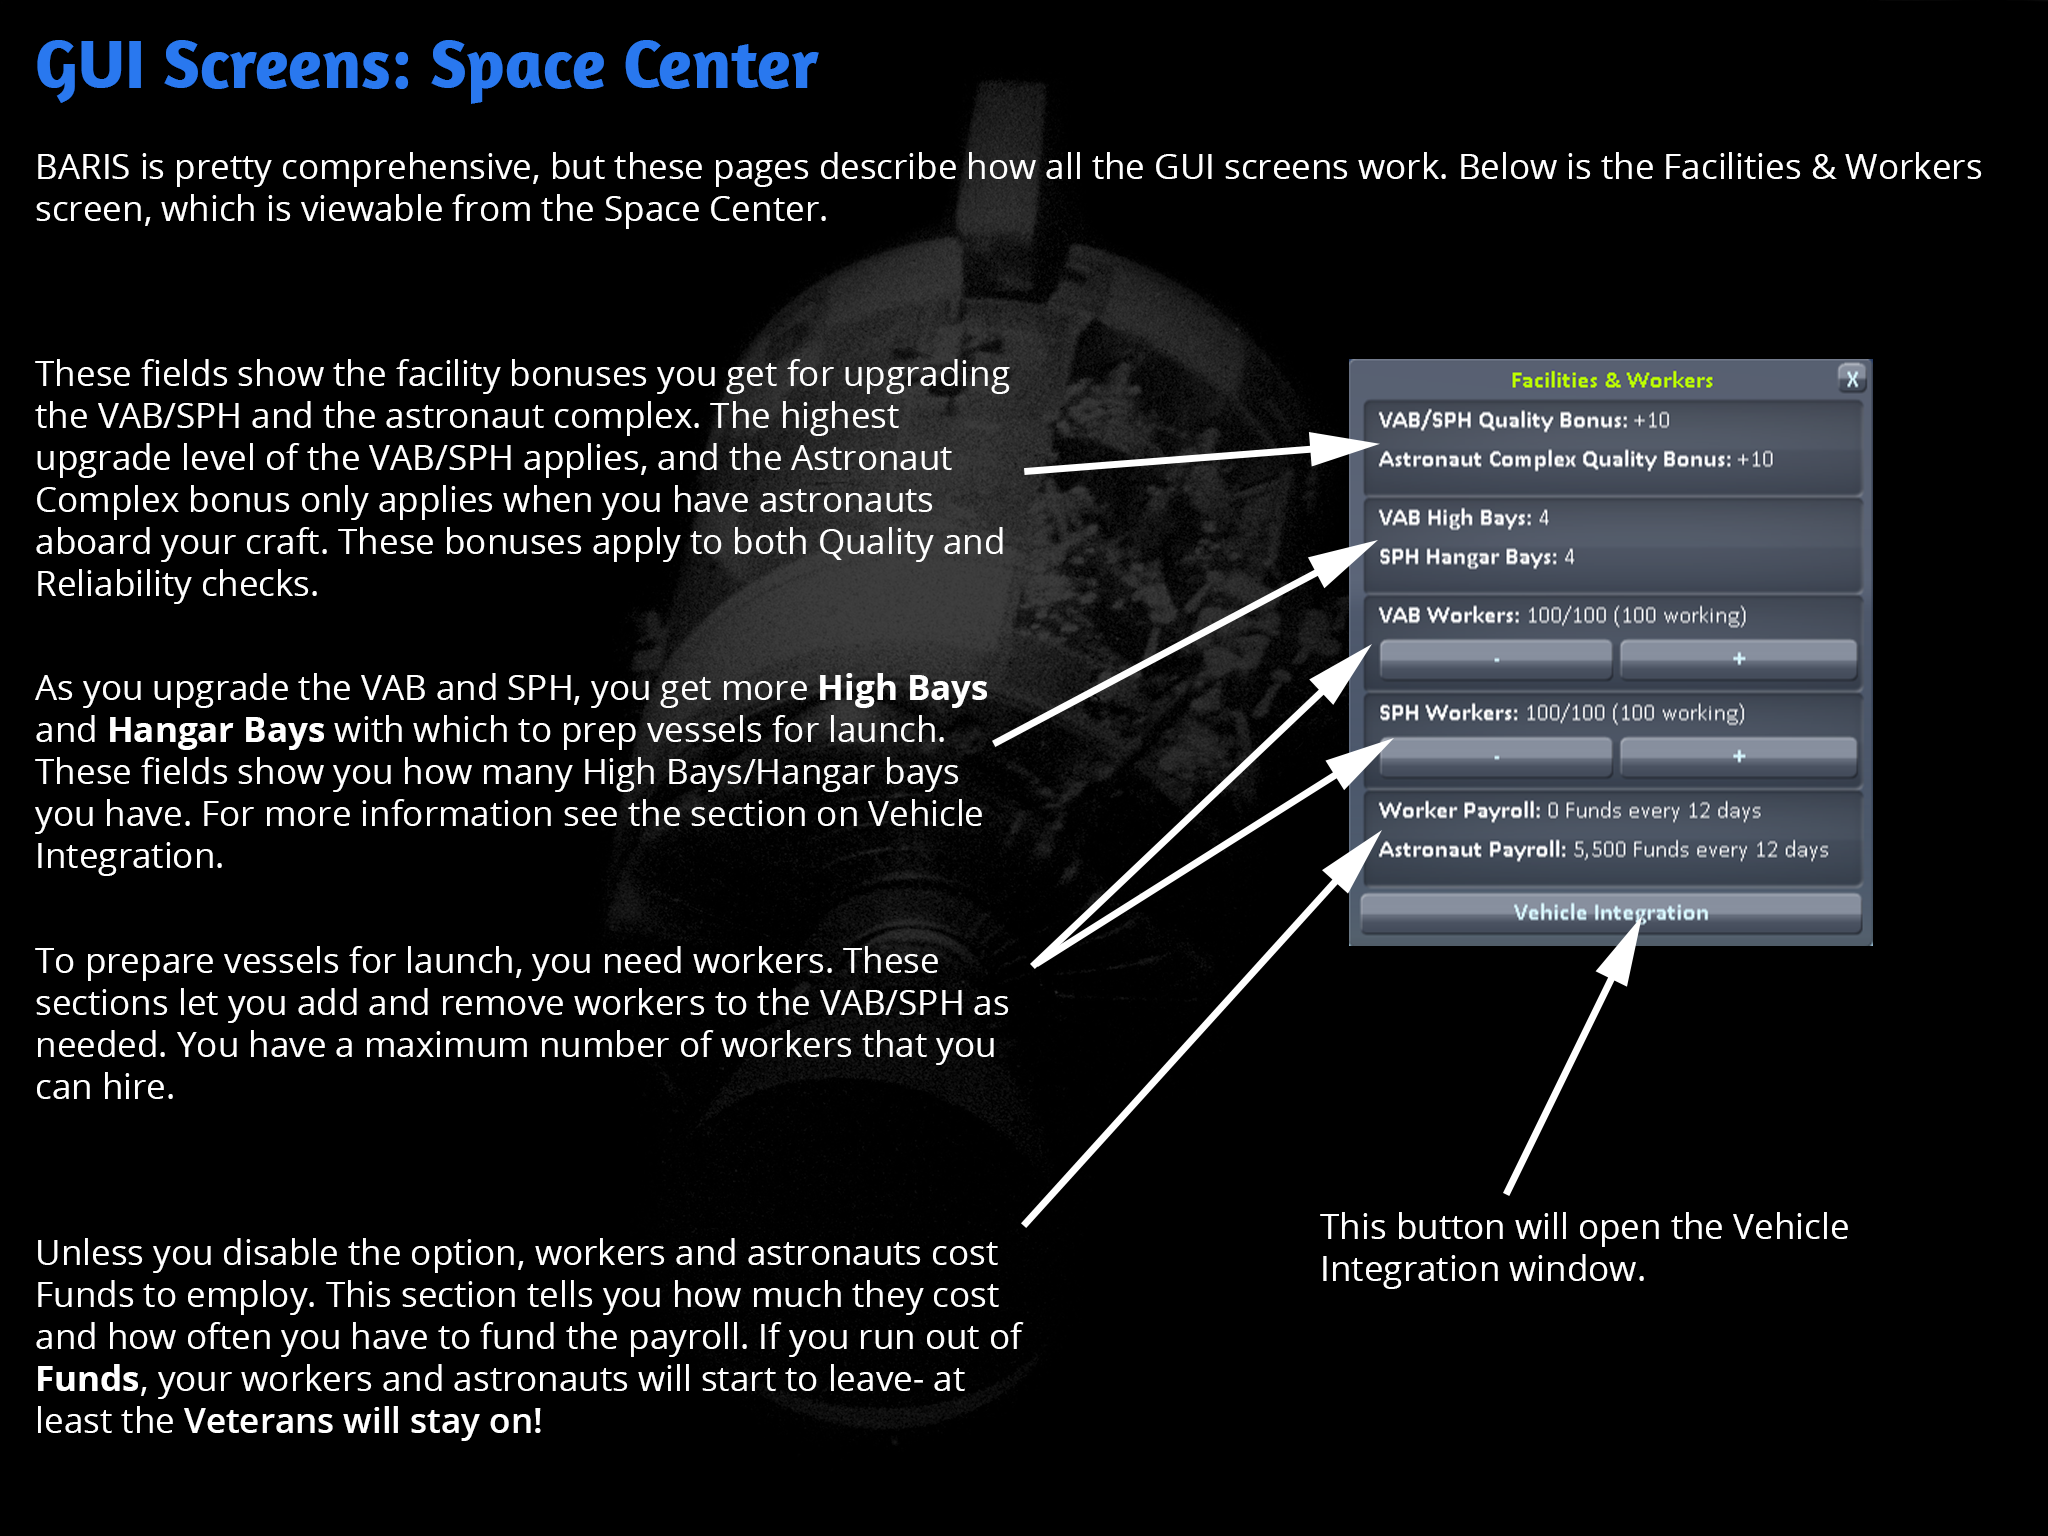 GUI Screens: Space Center
BARIS is pretty comprehensive, but these pages describe how all the GUI screens work. Below is the Facilities & Workers
screen, which is viewable from the Space Center.
These fields show the facility bonuses you get for upgrading
the VAB/SPH and the astronaut complex. The highest
upgrade level of the VAB/SPH applies, and the Astronaut
Complex bonus only applies when you have astronauts
aboard your craft. These bonuses apply to both Quality and
Reliability checks.
As you upgrade the VAB and SPH, you get more High Bays
and Hangar Bays with which to prep vessels for launch.
These fields show you how many High Bays/Hangar bays
you have. For more information see the section on Vehicle
Integration.
To prepare vessels for launch, you need workers. These
sections let you add and remove workers to the VAB/SPH as
needed. You have a maximum number of workers that you
can hire.
Unless you disable the option, workers and astronauts cost
Funds to employ. This section tells you how much they cost
and how often you have to fund the payroll. If you run out of
Funds, your workers and astronauts will start to leave- at
least the Veterans will stay on!
Facilities & Workers X
VAB/SPH Quality Bonus: +10
Astronaut Complex Quality Bonus: +10
VAB High Bays: 4
SPH Hangar Bays: 4
VAB Workers: 100/100 (100 working)
- +
SPH Workers: 100/100 (100 working)
- +
Worker Payroll: 0 Funds every 12 days
Astronaut Payroll: 5,500 Funds every 12 days
Vehicle Integration
This button will open the Vehicle
Integration window.